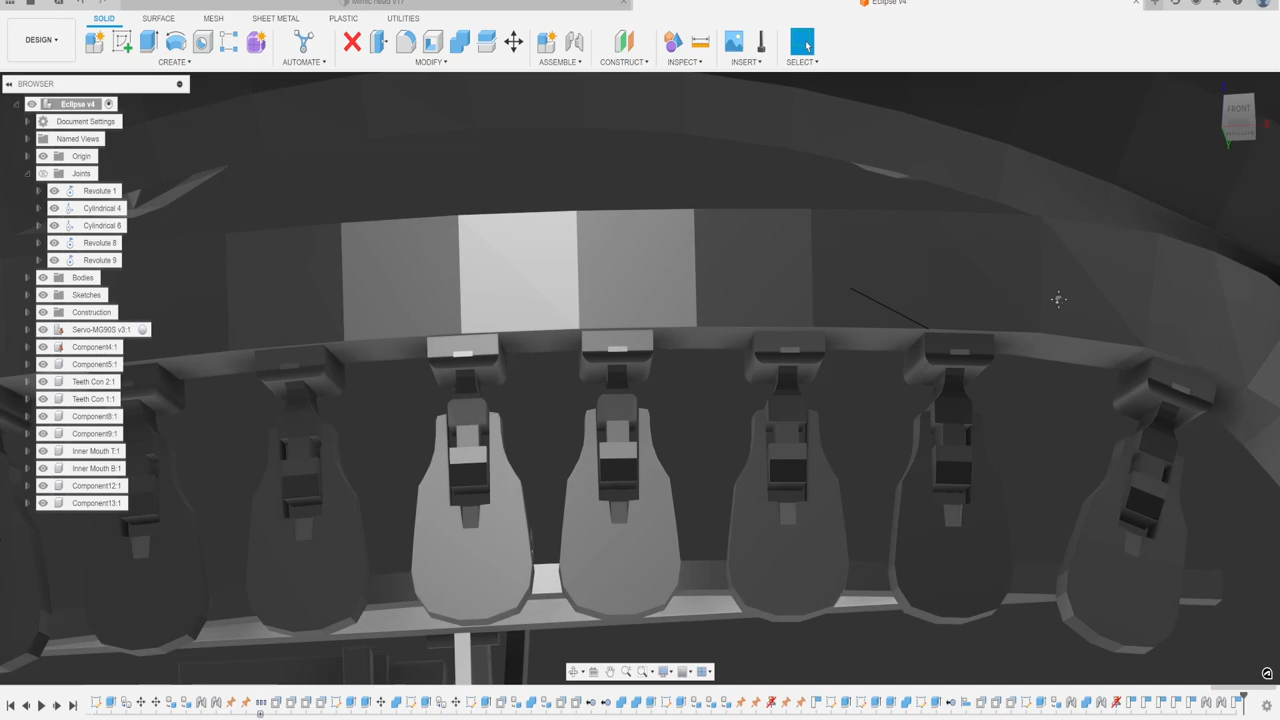 Mimic head v17
Eclipse v4
SOLID
SURFACE
MESH
SHEET METAL
PLASTIC
UTILITIES
DESIGN
CREATE
AUTOMATE
MODIFY
ASSEMBLE
CONSTRUCT
INSPECT
INSERT
SELECT
BROWSER
Eclipse v4
Document Settings
Named Views
Origin
Joints
Revolute 1
Cylindrical 4
Cylindrical 6
Revolute 8
Revolute 9
Bodies
Sketches
Construction
Servo-MG90S v3:1
Component4:1
Component5:1
Teeth Con 2:1
Teeth Con 1:1
Component8:1
Component9:1
Inner Mouth T:1
Inner Mouth B:1
Component12:1
Component13:1
FRONT